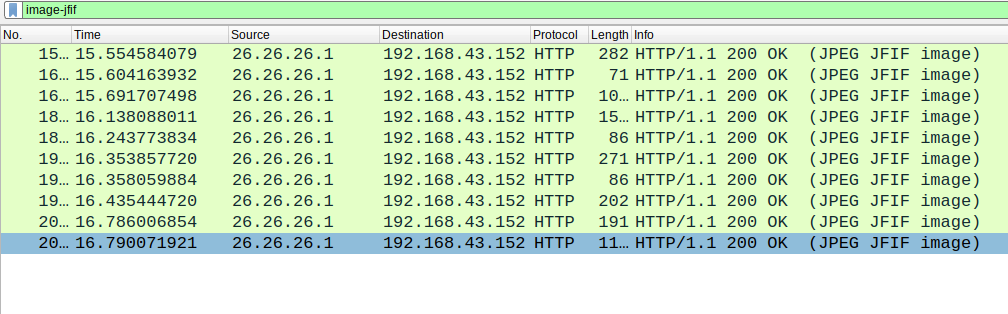 image-jfif
No. Time Source Destination Protocol Length Info
15… 15.554584079 26.26.26.1 192.168.43.152 HTTP 282 HTTP/1.1 200 OK (JPEG JFIF image)
16… 15.604163932 26.26.26.1 192.168.43.152 HTTP 71 HTTP/1.1 200 OK (JPEG JFIF image)
16… 15.691707498 26.26.26.1 192.168.43.152 HTTP 10… HTTP/1.1 200 OK (JPEG JFIF image)
18… 16.138088011 26.26.26.1 192.168.43.152 HTTP 15… HTTP/1.1 200 OK (JPEG JFIF image)
18… 16.243773834 26.26.26.1 192.168.43.152 HTTP 86 HTTP/1.1 200 OK (JPEG JFIF image)
19… 16.353857720 26.26.26.1 192.168.43.152 HTTP 271 HTTP/1.1 200 OK (JPEG JFIF image)
19… 16.358059884 26.26.26.1 192.168.43.152 HTTP 86 HTTP/1.1 200 OK (JPEG JFIF image)
19… 16.435444720 26.26.26.1 192.168.43.152 HTTP 202 HTTP/1.1 200 OK (JPEG JFIF image)
20… 16.786006854 26.26.26.1 192.168.43.152 HTTP 191 HTTP/1.1 200 OK (JPEG JFIF image)
20… 16.790071921 26.26.26.1 192.168.43.152 HTTP 11… HTTP/1.1 200 OK (JPEG JFIF image)